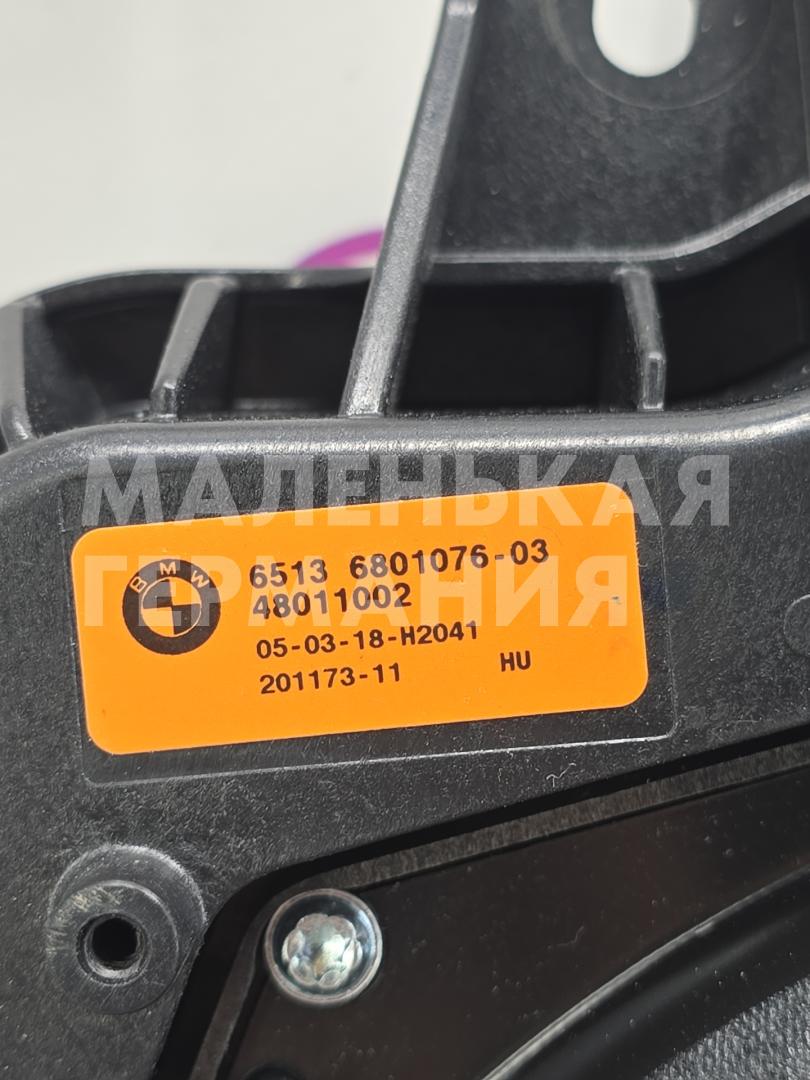 МАЛЕНЬКАЯ
ГЕРМАНИЯ
BMW
6513 6801076-03
48011002
05-03-18-H2041
201173-11 HU